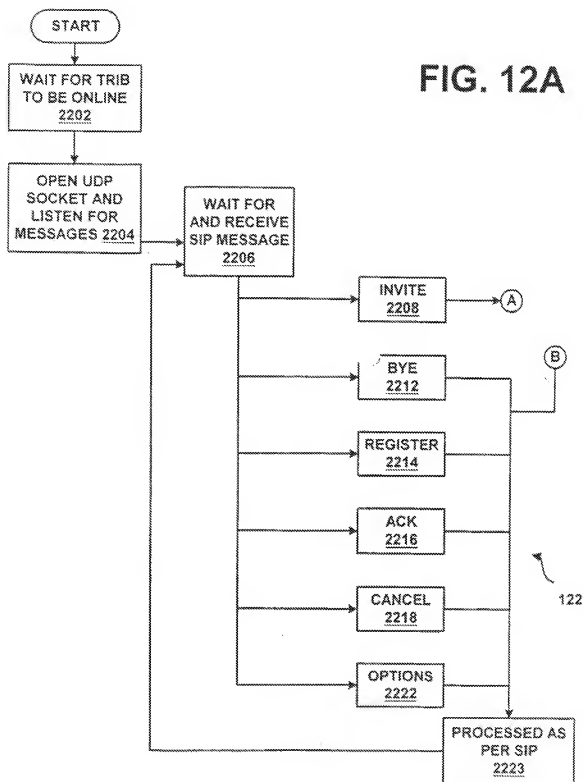 START
FIG. 12A
WAIT FOR TRIB
TO BE ONLINE
2202
OPEN UDP
SOCKET AND
LISTEN FOR
MESSAGES 2204
WAIT FOR
AND RECEIVE
SIP MESSAGE
2206
INVITE
2208
A
B
BYE
2212
REGISTER
2214
ACK
2216
122
CANCEL
2218
OPTIONS
2222
PROCESSED AS
PER SIP
2223